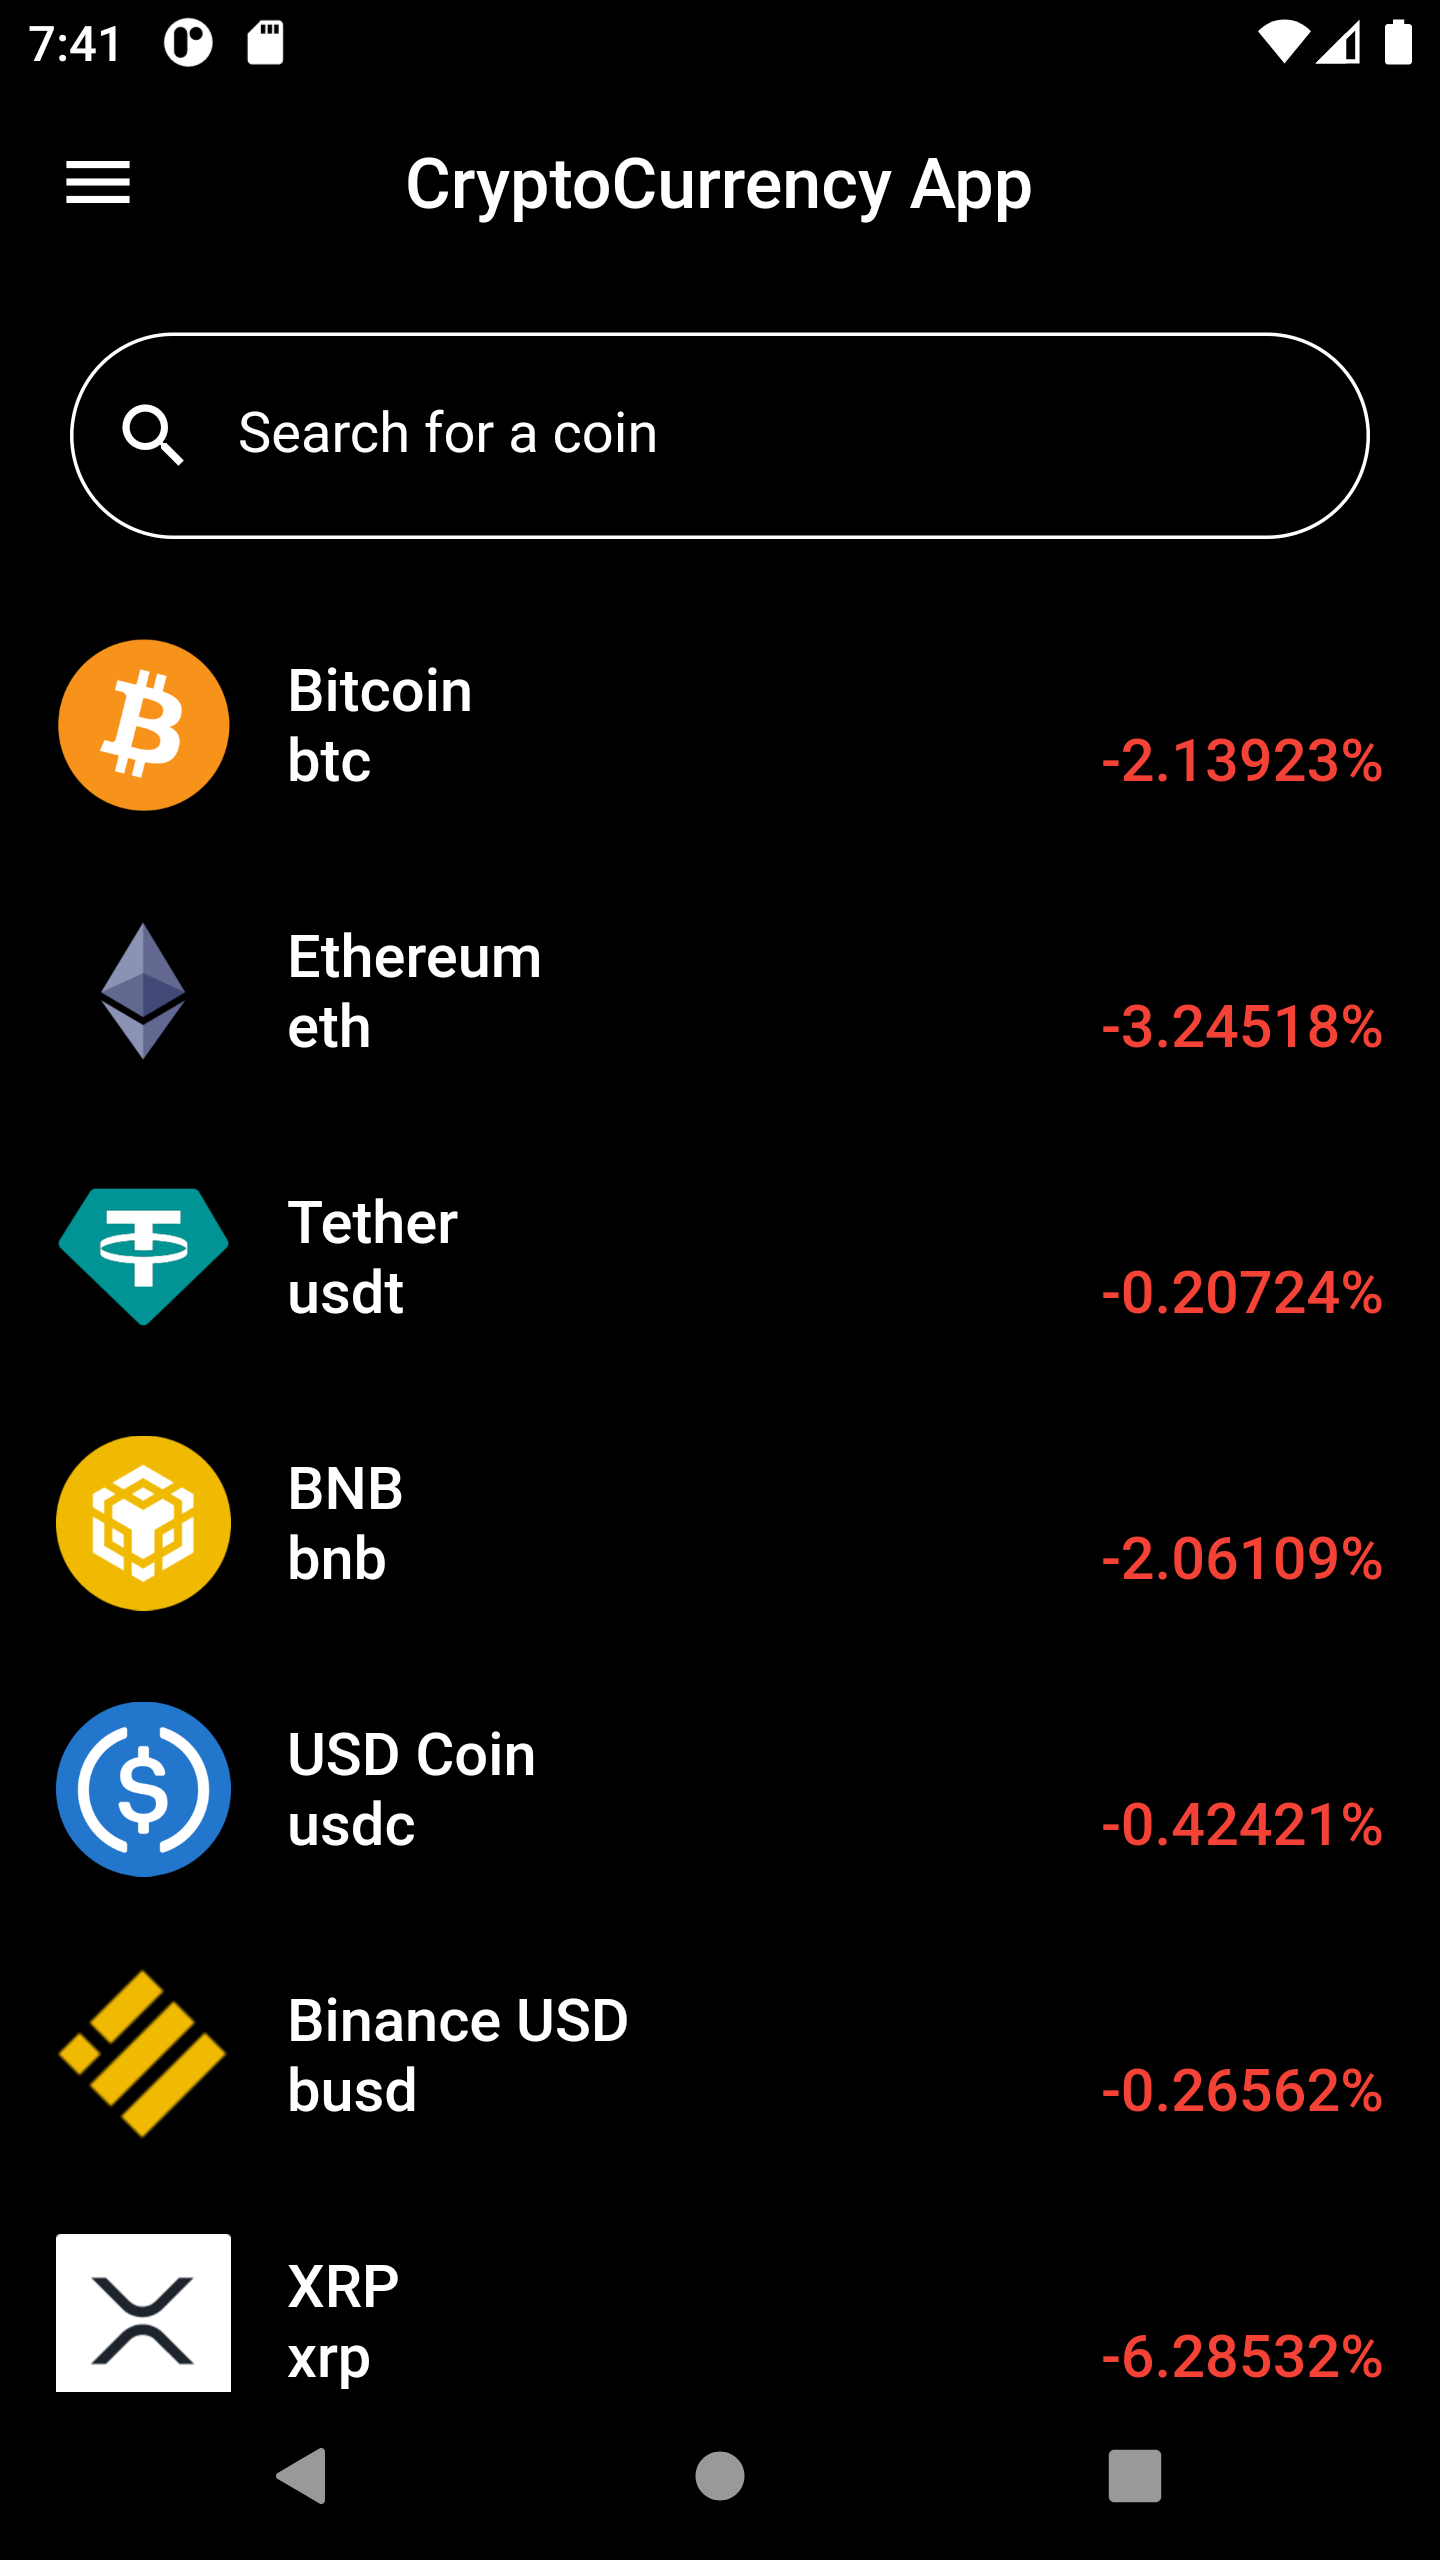 7:41
CryptoCurrency App
Search for a coin
Bitcoin
btc
-2.13923%
Ethereum
eth
-3.24518%
Tether
usdt
-0.20724%
BNB
bnb
-2.06109%
USD Coin
usdc
-0.42421%
Binance USD
busd
-0.26562%
XRP
xrp
-6.28532%